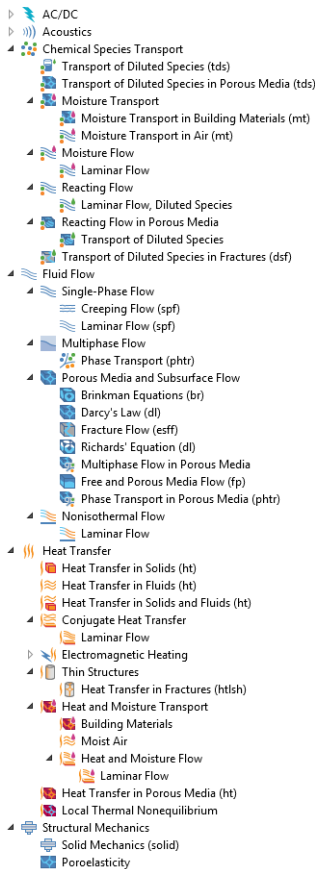 AC/DC
Acoustics
Chemical Species Transport
Transport of Diluted Species (tds)
Transport of Diluted Species in Porous Media (tds)
Moisture Transport
Moisture Transport in Building Materials (mt)
Moisture Transport in Air (mt)
Moisture Flow
Laminar Flow
Reacting Flow
Laminar Flow, Diluted Species
Reacting Flow in Porous Media
Transport of Diluted Species
Transport of Diluted Species in Fractures (dsf)
Fluid Flow
Single-Phase Flow
Creeping Flow (spf)
Laminar Flow (spf)
Multiphase Flow
Phase Transport (phtr)
Porous Media and Subsurface Flow
Brinkman Equations (br)
Darcy's Law (dl)
Fracture Flow (esff)
Richards' Equation (dl)
Multiphase Flow in Porous Media
Free and Porous Media Flow (fp)
Phase Transport in Porous Media (phtr)
Nonisothermal Flow
Laminar Flow
Heat Transfer
Heat Transfer in Solids (ht)
Heat Transfer in Fluids (ht)
Heat Transfer in Solids and Fluids (ht)
Conjugate Heat Transfer
Laminar Flow
Electromagnetic Heating
Thin Structures
Heat Transfer in Fractures (htlsh)
Heat and Moisture Transport
Building Materials
Moist Air
Heat and Moisture Flow
Laminar Flow
Heat Transfer in Porous Media (ht)
Local Thermal Nonequilibrium
Structural Mechanics
Solid Mechanics (solid)
Poroelasticity